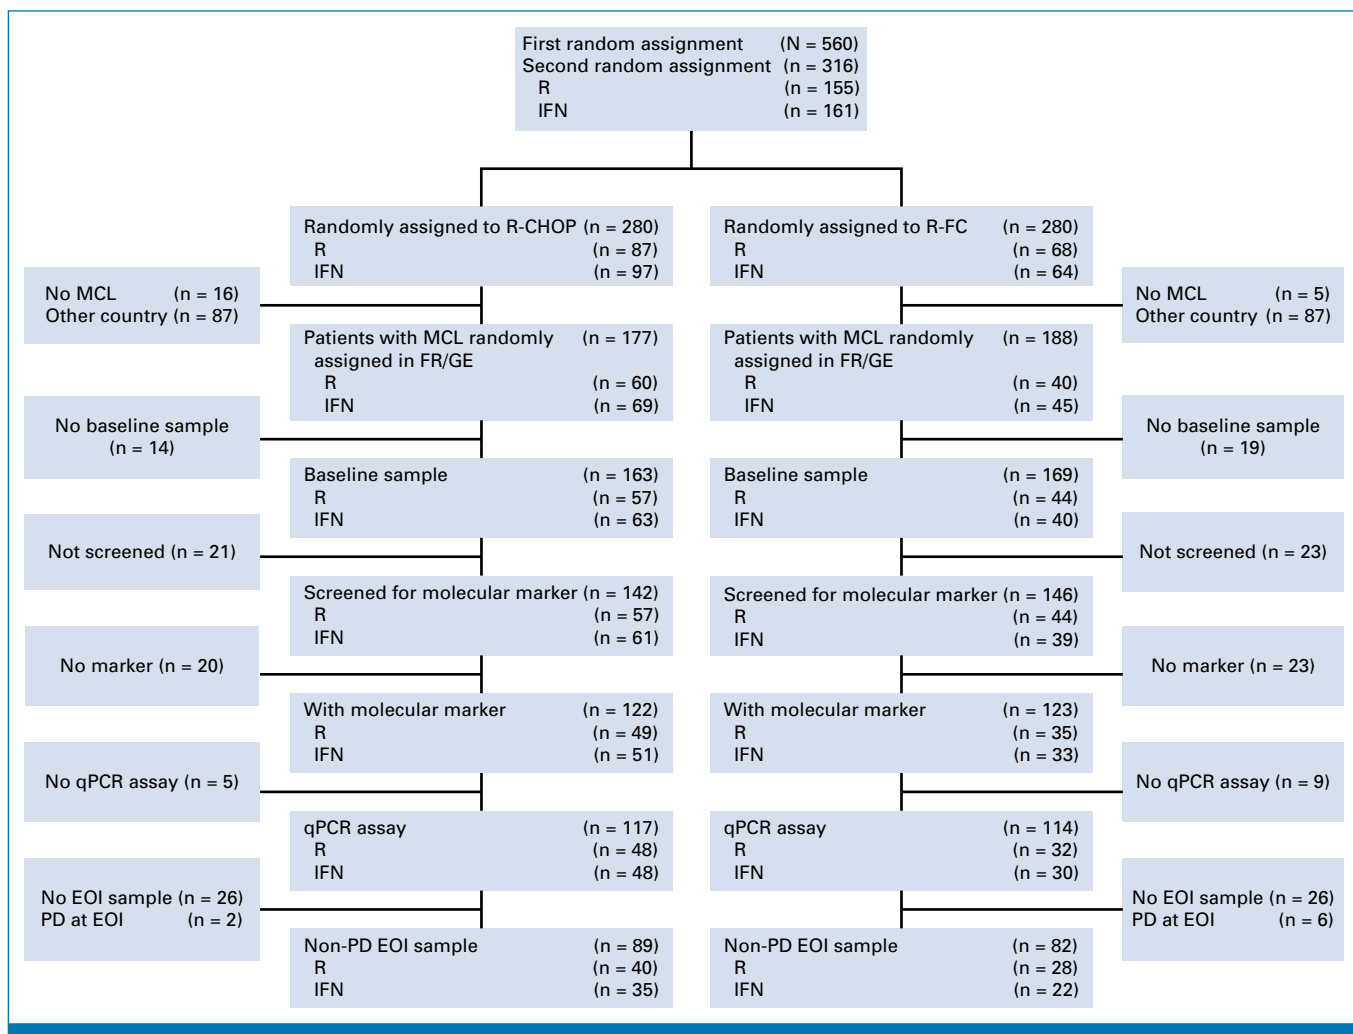 First random assignment (N = 560)
Second random assignment (n = 316)
R (n = 155)
IFN (n = 161)
Randomly assigned to R-CHOP (n = 280)
R (n = 87)
IFN (n = 97)
Randomly assigned to R-FC (n = 280)
R (n = 68)
IFN (n = 64)
No MCL (n = 16)
Other country (n = 87)
No MCL (n = 5)
Other country (n = 87)
Patients with MCL randomly (n = 177)
assigned in FR/GE
R (n = 60)
IFN (n = 69)
Patients with MCL randomly (n = 188)
assigned in FR/GE
R (n = 40)
IFN (n = 45)
No baseline sample
(n = 14)
No baseline sample
(n = 19)
Baseline sample (n = 163)
R (n = 57)
IFN (n = 63)
Baseline sample (n = 169)
R (n = 44)
IFN (n = 40)
Not screened (n = 21)
Not screened (n = 23)
Screened for molecular marker (n = 142)
R (n = 57)
IFN (n = 61)
Screened for molecular marker (n = 146)
R (n = 44)
IFN (n = 39)
No marker (n = 20)
No marker (n = 23)
With molecular marker (n = 122)
R (n = 49)
IFN (n = 51)
With molecular marker (n = 123)
R (n = 35)
IFN (n = 33)
No qPCR assay (n = 5)
No qPCR assay (n = 9)
qPCR assay (n = 117)
R (n = 48)
IFN (n = 48)
qPCR assay (n = 114)
R (n = 32)
IFN (n = 30)
No EOI sample (n = 26)
PD at EOI (n = 2)
No EOI sample (n = 26)
PD at EOI (n = 6)
Non-PD EOI sample (n = 89)
R (n = 40)
IFN (n = 35)
Non-PD EOI sample (n = 82)
R (n = 28)
IFN (n = 22)